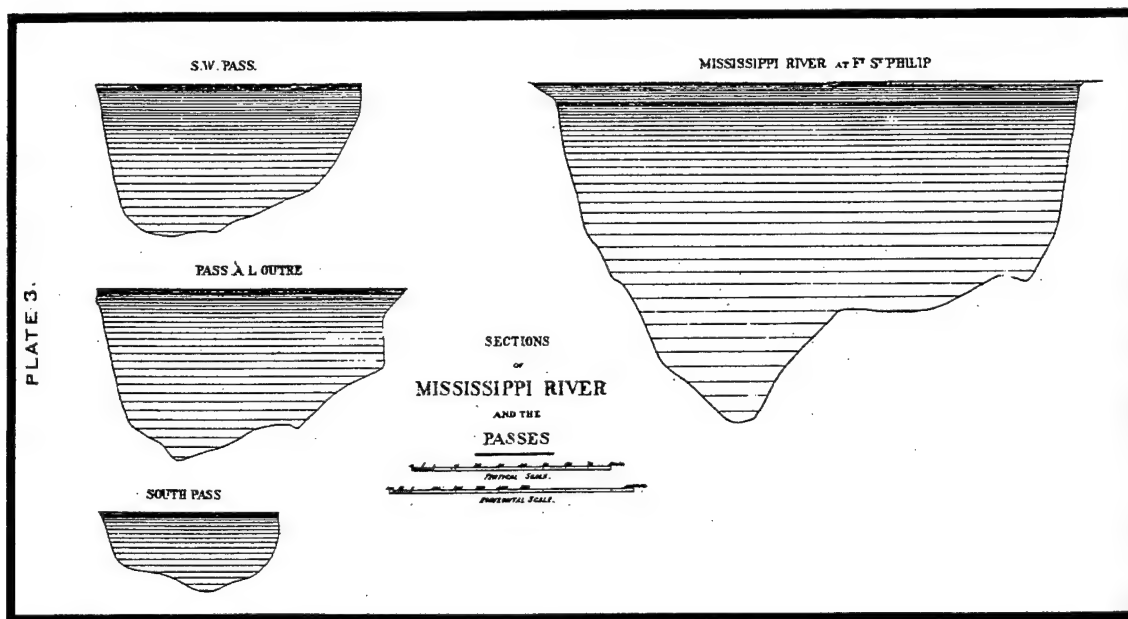 S.W. PASS.
MISSISSIPPI RIVER AT FT ST PHILIP
PASS À L OUTRE
PLATE 3.
SECTIONS
OF
MISSISSIPPI RIVER
AND THE
PASSES
VERTICAL SCALE.
HORIZONTAL SCALE.
SOUTH PASS